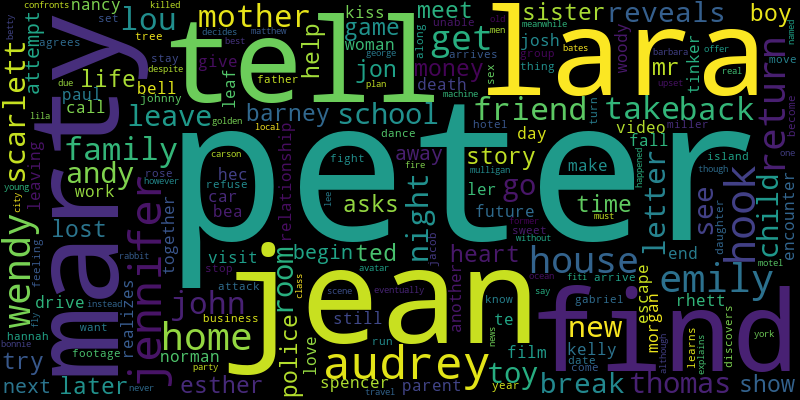 confronts
killed
nancy
set
lou
mother
kiss
meet
sister
reveals
betty
decides
matthew
old
agrees
tree
best
george
game
unable
men
bates
barbara
offer
boy
meanwhile
named
attempt
stay
despite
plan
woman
get
along
arrives
josh
group
thing
woody
upset
real
move
marty
tell
lara
help
jon
sex
tinker
mr
scarlett
life
bell
give
leaf
father
money
machine
due
paul
johnny
death
call
golden
local
school
friend
takeback
return
lila
leave
barney
dance
hotel
turn
miller
become
family
carson
away
day
video
fall
island
one
though
andy
hec
refuse
fight
fire
story
mulligan
make
young
rose
asks
ler
go
happened
child
work
city
however
car
lee
time
see
wendy
together
bea
peter
night
future
former
must
letter
hook
lost
relationship
sweet
daughter
encounter
leaving
jennifer
visit
begin
ted
heart
without
end
feeling
rabbit
stop
room
jacob
another
house
emily
motel
realizes
john
attack
avatar
ocean
fiti
arrive
escape
drive
want
business
still
jean
know
say
gabriel
rhett
fly
instead
home
class
scene
eventually
te
find
morgan
hannah
footage
police
love
run
news
new
learns
discovers
york
bonnie
norman
audrey
film
kelly
although
explains
try
party
spencer
toy
date
come
next
later
never
esther
parent
travel
year
break
thomas
show